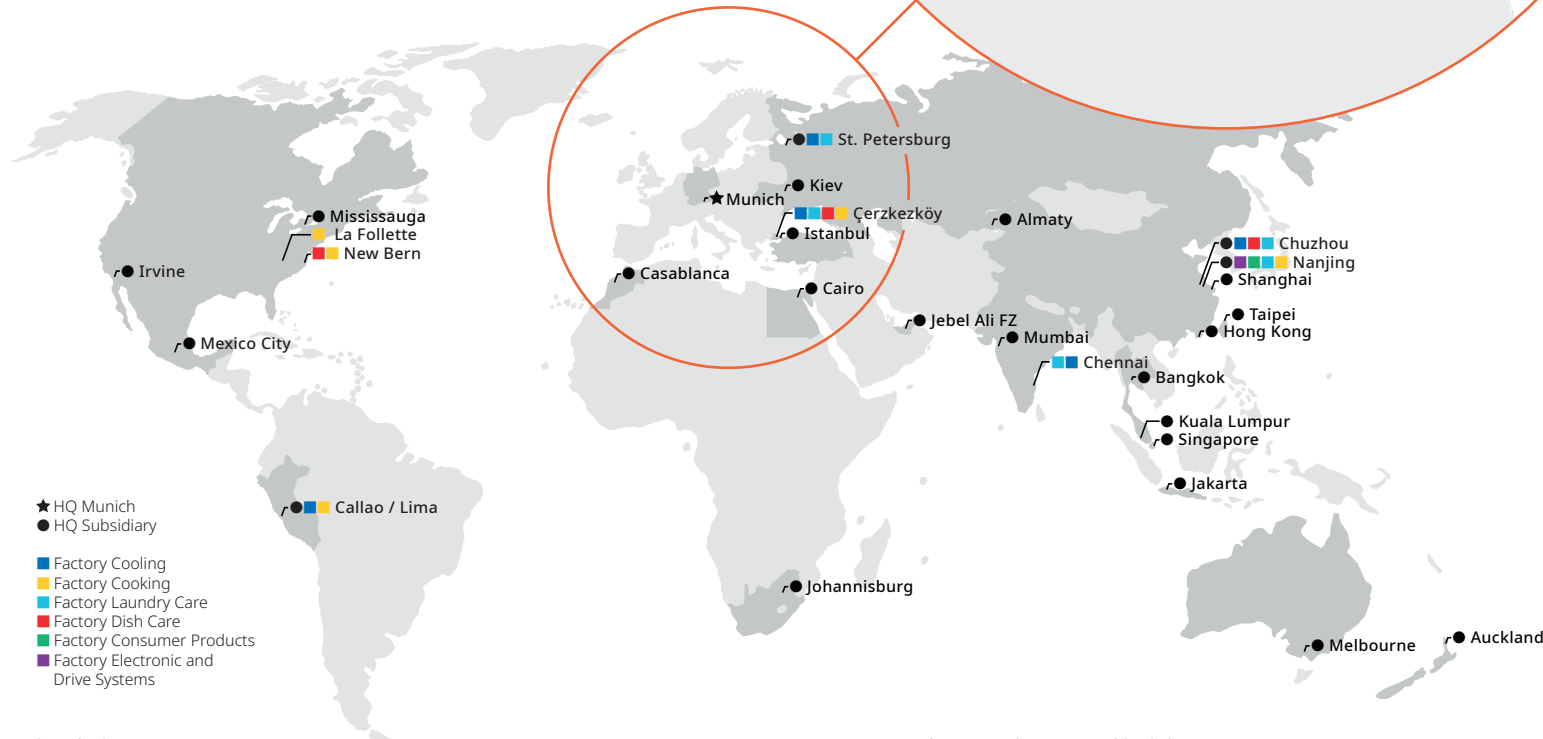 St. Petersburg
Kiev
Munich
Çerzkezköy
Istanbul
Almaty
Mississauga
La Follette
New Bern
Irvine
Casablanca
Cairo
Chuzhou
Nanjing
Shanghai
Jebel Ali FZ
Mumbai
Taipei
Hong Kong
Mexico City
Chennai
Bangkok
Kuala Lumpur
Singapore
Jakarta
Callao / Lima
Johannisburg
Melbourne
Auckland
HQ Munich
HQ Subsidiary
Factory Cooling
Factory Cooking
Factory Laundry Care
Factory Dish Care
Factory Consumer Products
Factory Electronic and
Drive Systems